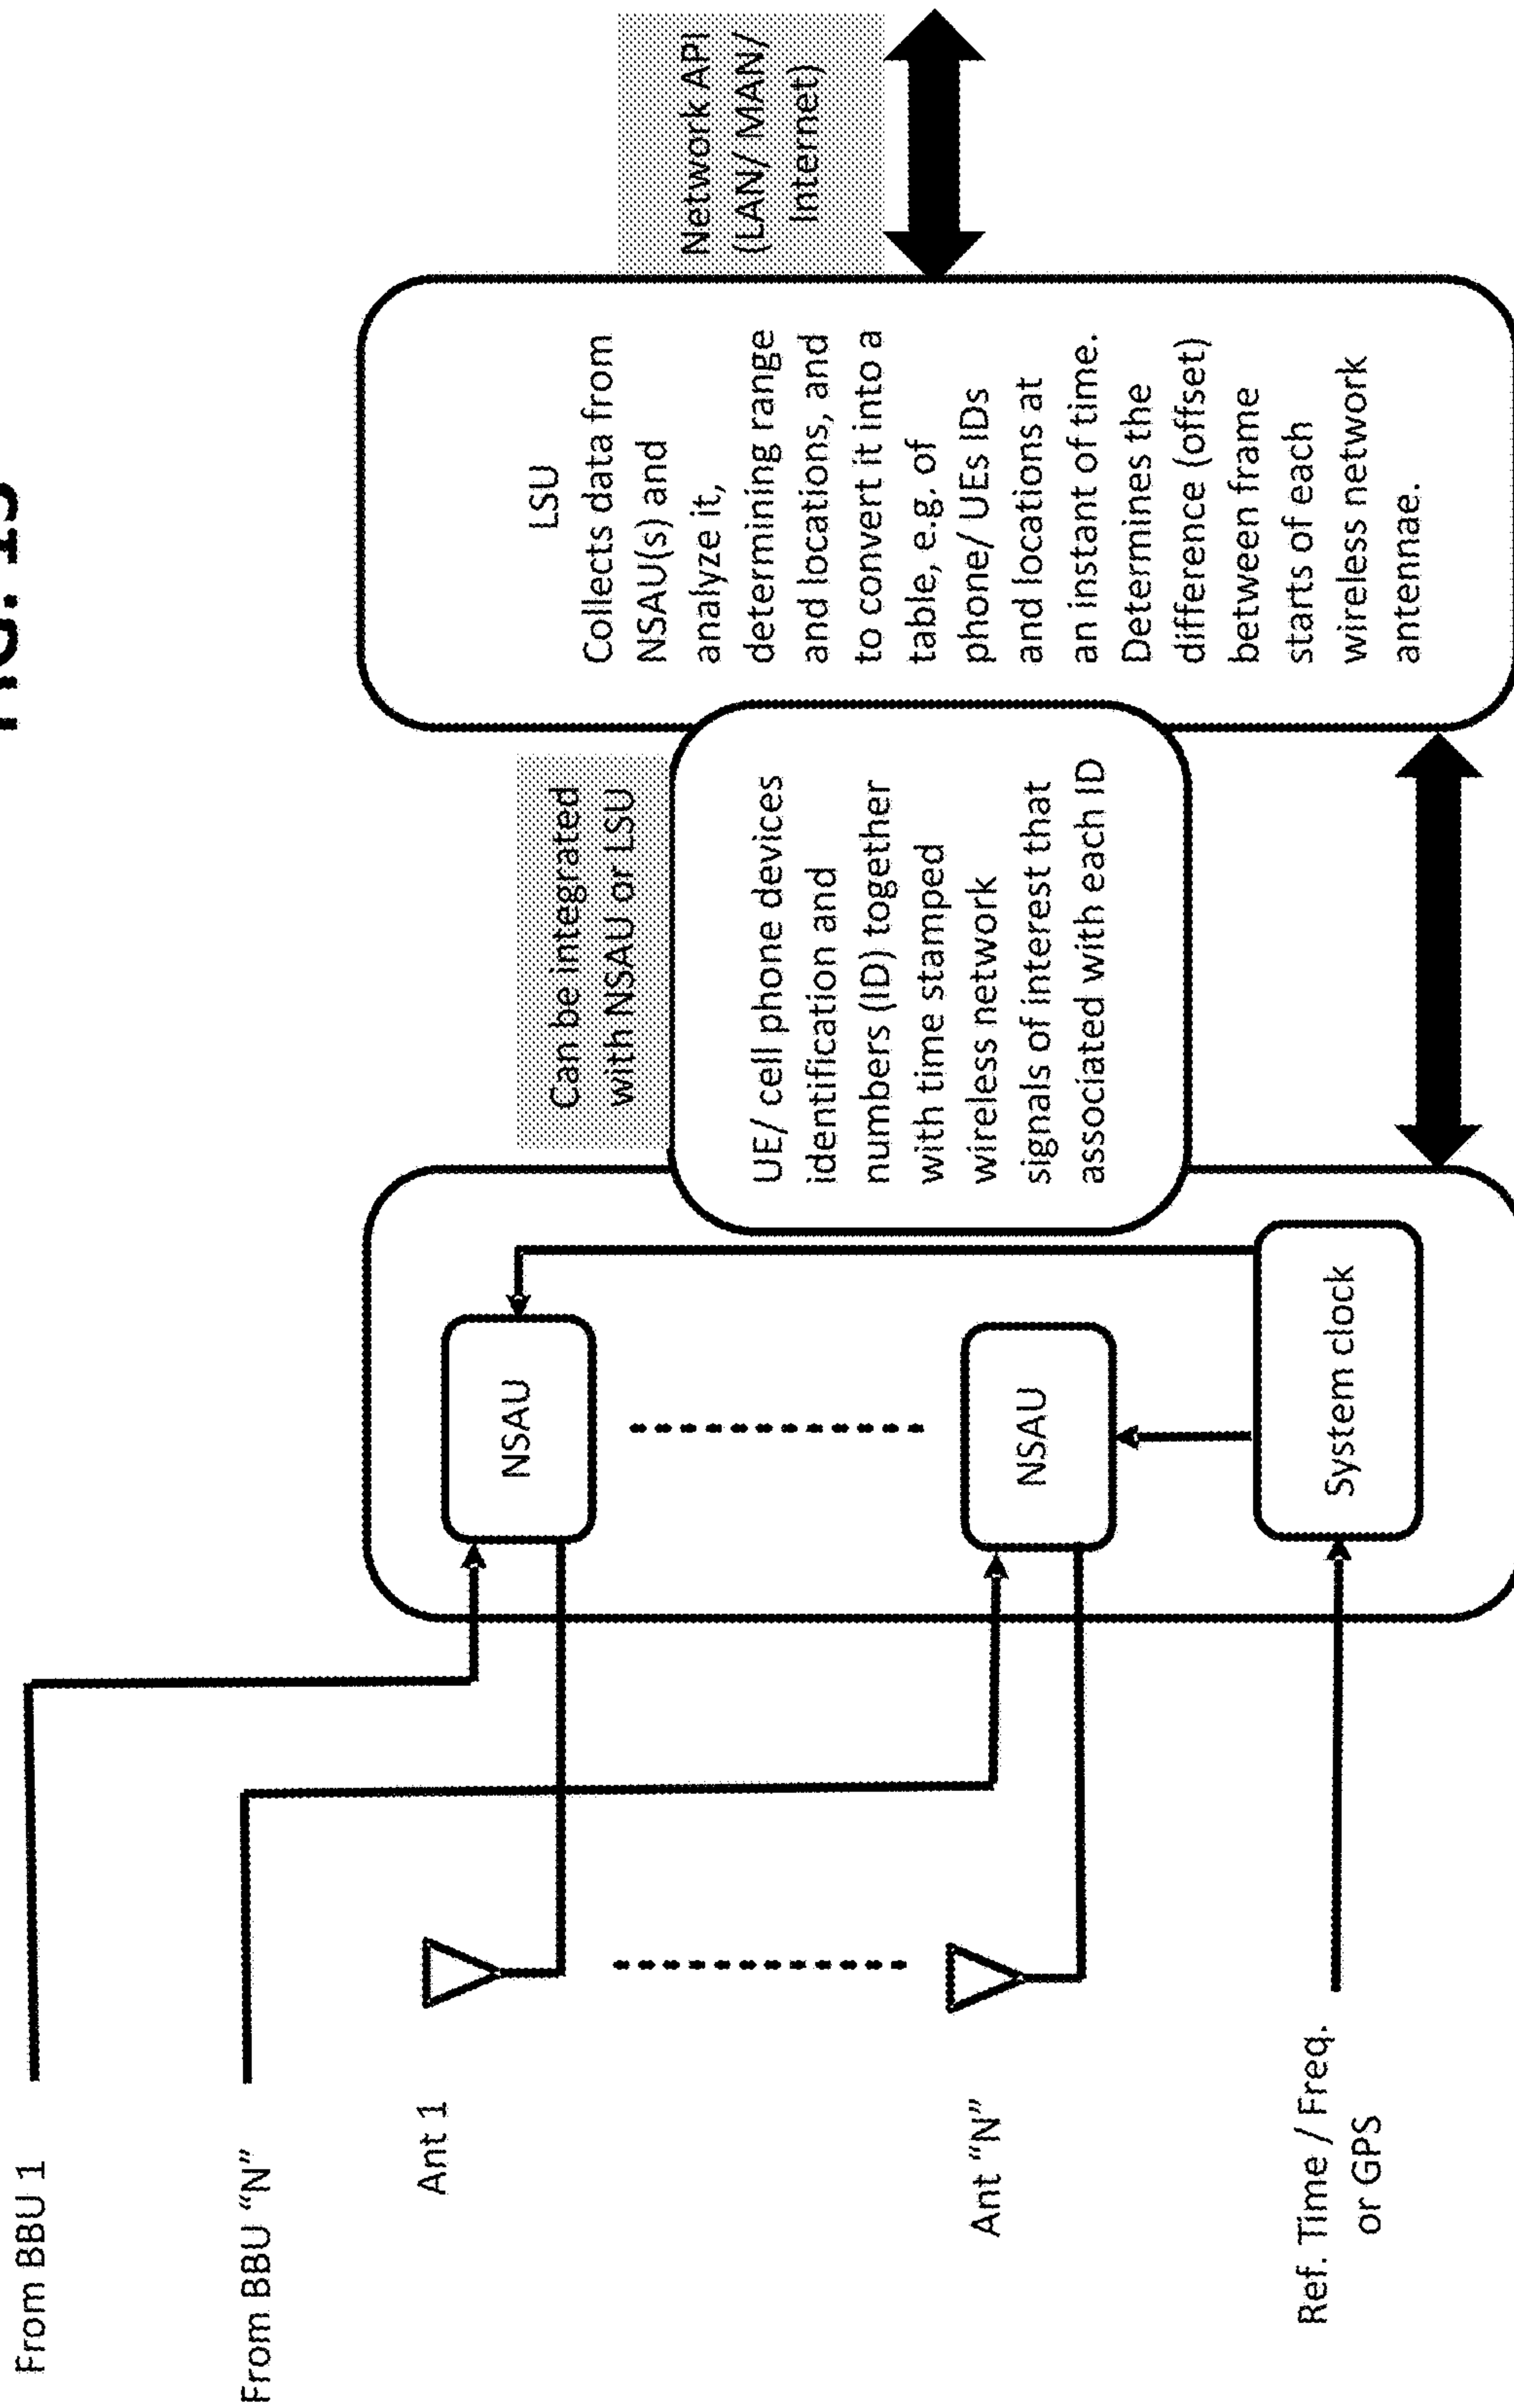 FIG. 13
From BBU 1
From BBU “N”
Ant 1
Ant “N”
Ref. Time / Freq.
or GPS
NSAU
NSAU
System clock
Can be integrated
with NSAU or LSU
UE/ cell phone devices
identification and
numbers (ID) together
with time stamped
wireless network
signals of interest that
associated with each ID
LSU
Collects data from
NSAU(s) and
analyze it,
determining range
and locations, and
to convert it into a
table, e.g. of
phone/ UEs IDs
and locations at
an instant of time.
Determines the
difference (offset)
between frame
starts of each
wireless network
antennae.
Network API
(LAN/ MAN/
Internet)